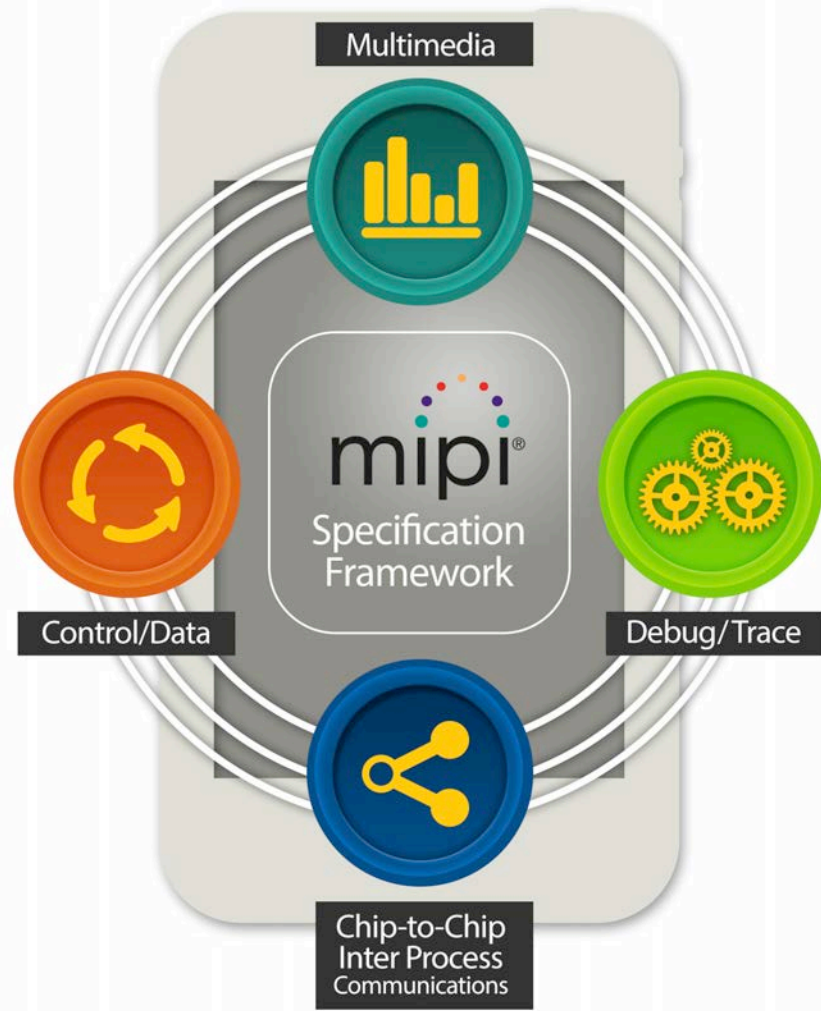 Multimedia
mipi®
Specification
Framework
Control/Data
Debug/Trace
Chip-to-Chip
Inter Process
Communications